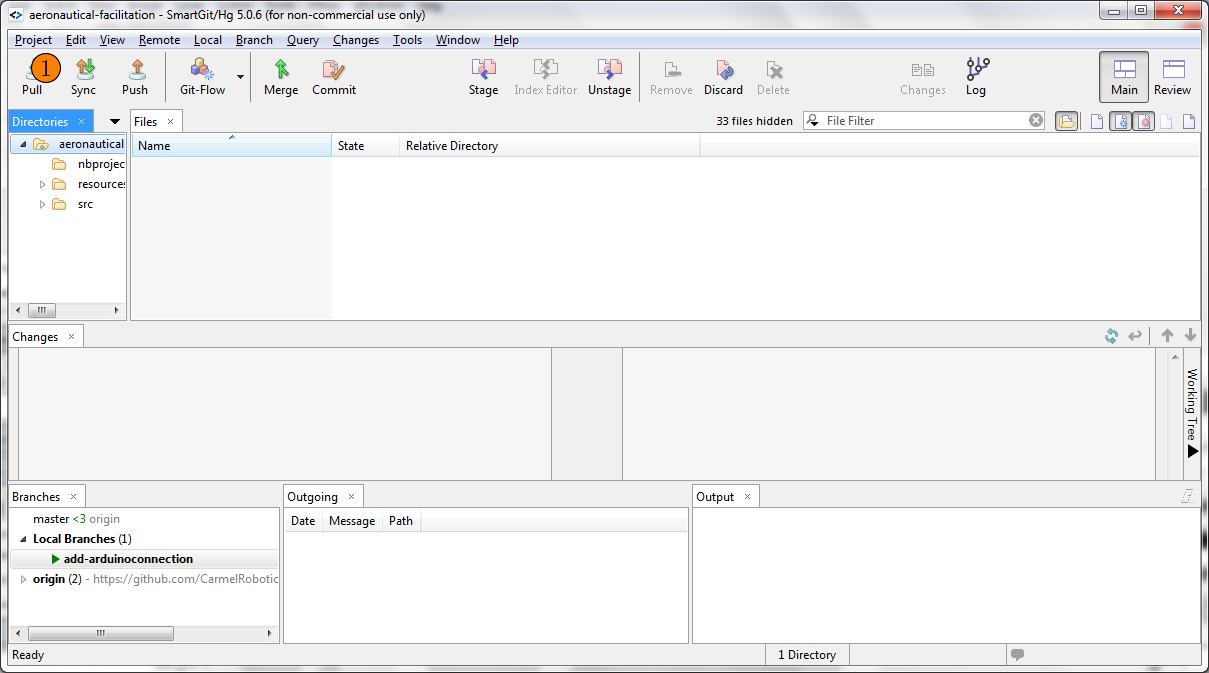 aeronautical-facilitation - SmartGit/Hg 5.0.6 (for non-commercial use only)
Project Edit View Remote Local Branch Query Changes Tools Window Help
1
Pull Sync Push Git-Flow Merge Commit Stage Index Editor Unstage Remove Discard Delete Changes Log Main Review
Directories Files 33 files hidden File Filter
aeronautical Name State Relative Directory
nbprojec
resources
src
Changes
Working Tree
Branches Outgoing Output
master <3 origin Date Message Path
Local Branches (1)
add-arduinoconnection
origin (2) - https://github.com/CarmelRobotic
Ready 1 Directory